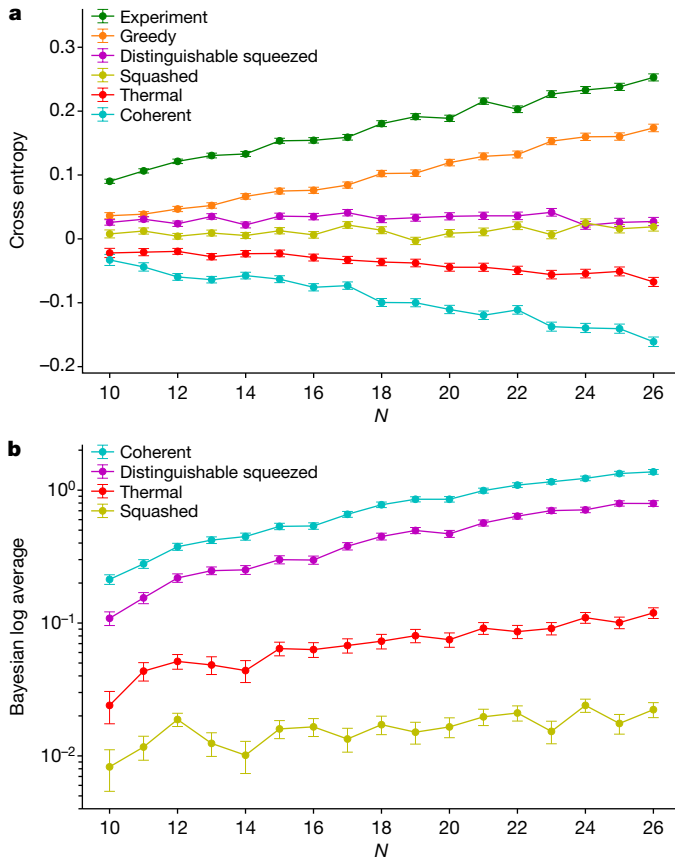 a
Experiment
Greedy
Distinguishable squeezed
Squashed
Thermal
Coherent
0.3
0.2
0.1
0
−0.1
−0.2
Cross entropy
10 12 14 16 18 20 22 24 26
N
b
Coherent
Distinguishable squeezed
Thermal
Squashed
10⁰
10⁻¹
10⁻²
Bayesian log average
10 12 14 16 18 20 22 24 26
N